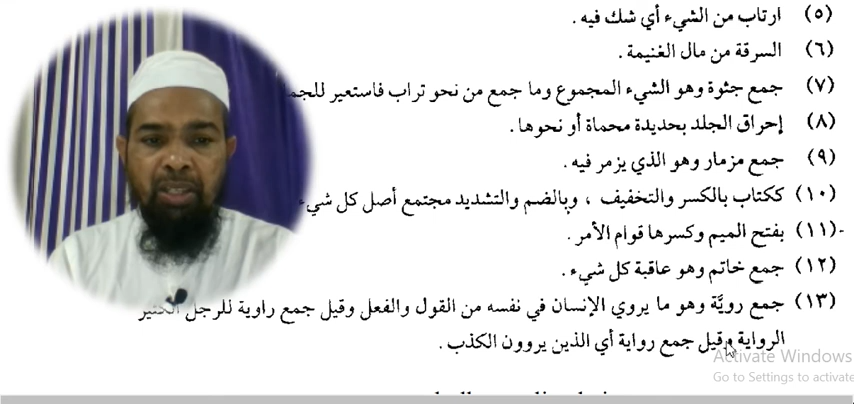 (٥) ارتاب من الشيء أي شك فيه .
(٦) السرقة من مال الغنيمة .
(٧) جمع جثوة وهو الشيء المجموع وما جمع من نحو تراب فاستعير
(٨) إحراق الجلد بحديدة محماة أو نحوها .
(٩) جمع مزمار وهو الذي يزمر فيه .
(١٠) ككتاب بالكسر والتخفيف ، وبالضم والتشديد مجتمع أصل كل شيء
(١١) بفتح الميم وكسرها قوام الأمر .
(١٢) جمع خاتم وهو عاقبة كل شيء .
(١٣) جمع رويَّة وهو ما يروي الإنسان في نفسه من القول والفعل وقيل جمع راوية للرجل الكثير
الرواية وقيل جمع رواية أي الذين يروون الكذب .
Activate Windows
Go to Settings to activate